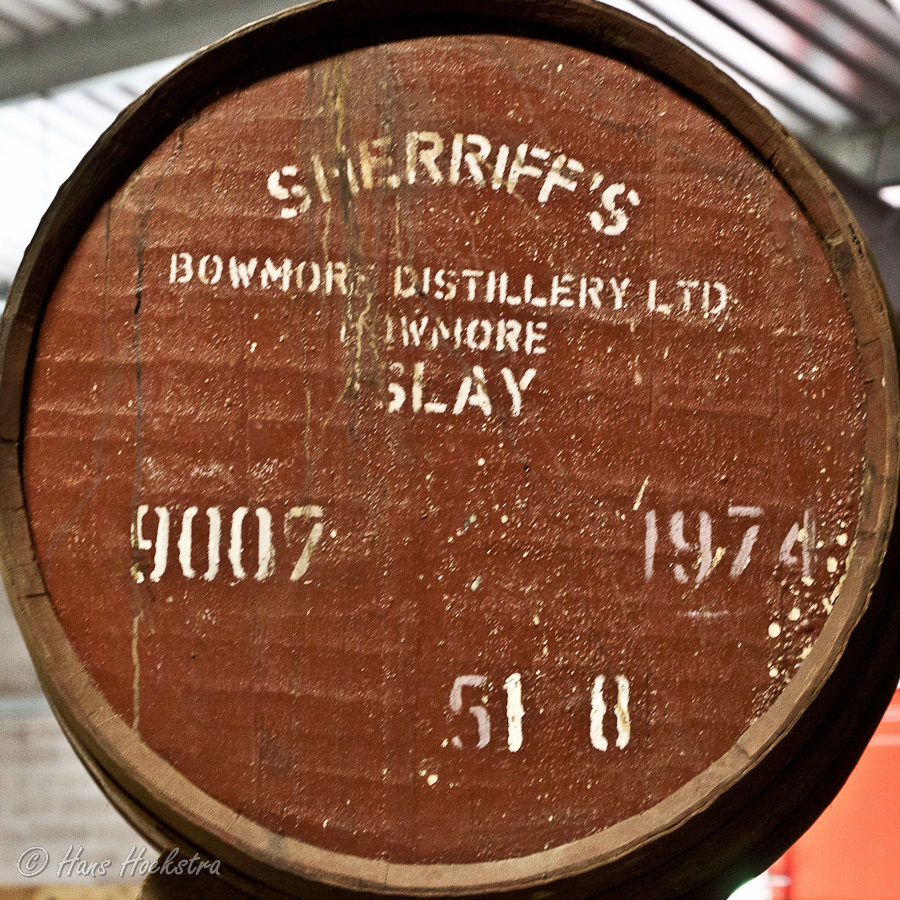 SHERRIFF'S
BOWMORE DISTILLERY LTD
BOWMORE
ISLAY
9007 1974
51 8
© Hans Hoekstra